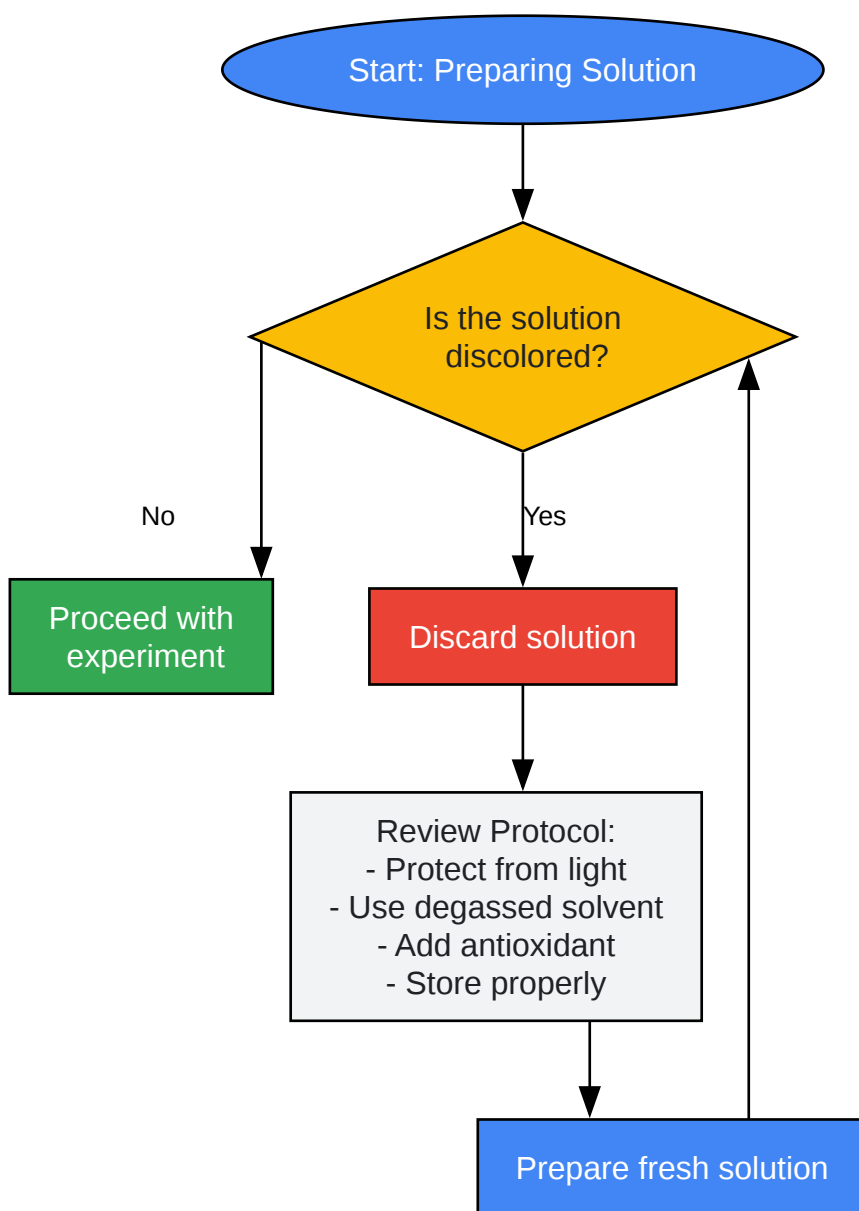 Start: Preparing Solution
Is the solution
discolored?
No
Yes
Proceed with
experiment
Discard solution
Review Protocol:
- Protect from light
- Use degassed solvent
- Add antioxidant
- Store properly
Prepare fresh solution